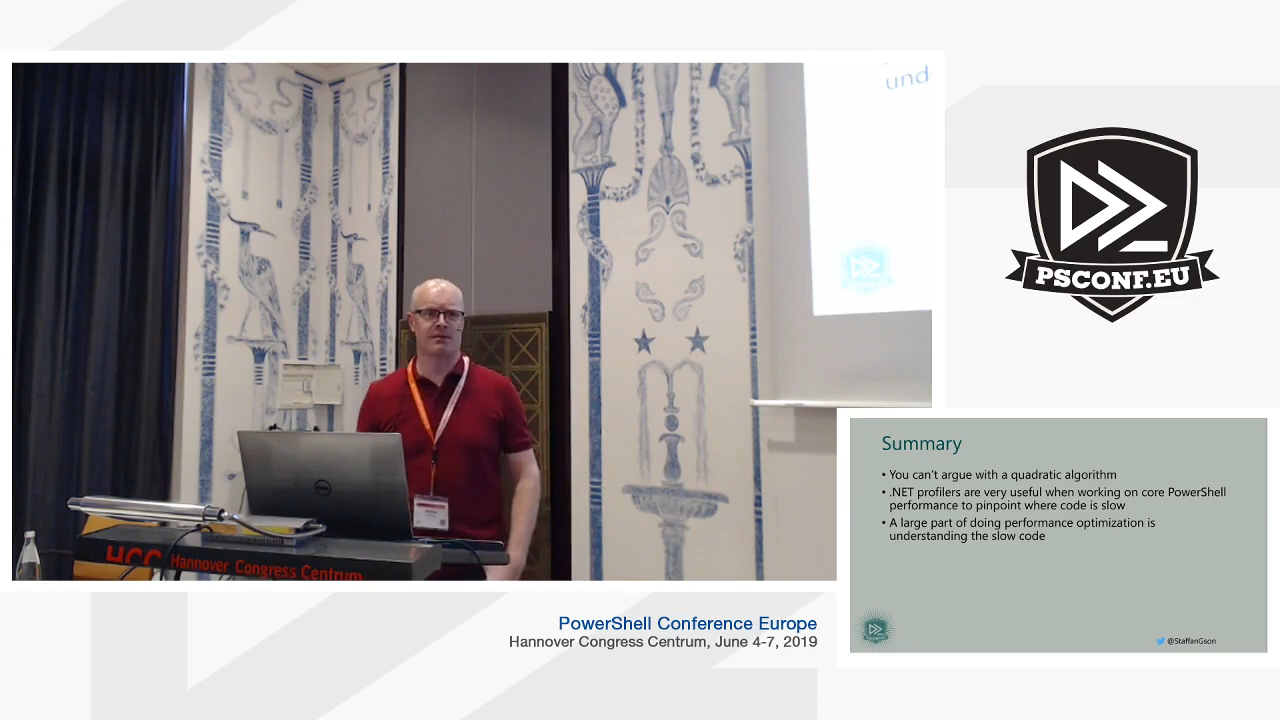 und
PSCONF.EU
Summary
• You can't argue with a quadratic algorithm
• .NET profilers are very useful when working on core PowerShell
performance to pinpoint where code is slow
• A large part of doing performance optimization is
understanding the slow code
@StaffanGson
HCC Hannover Congress Centrum
PowerShell Conference Europe
Hannover Congress Centrum, June 4-7, 2019